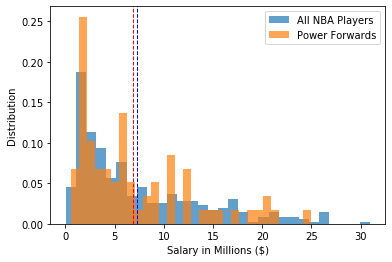 All NBA Players
Power Forwards
0.25
0.20
0.15
0.10
0.05
0.00
Distribution
0 5 10 15 20 25 30
Salary in Millions ($)